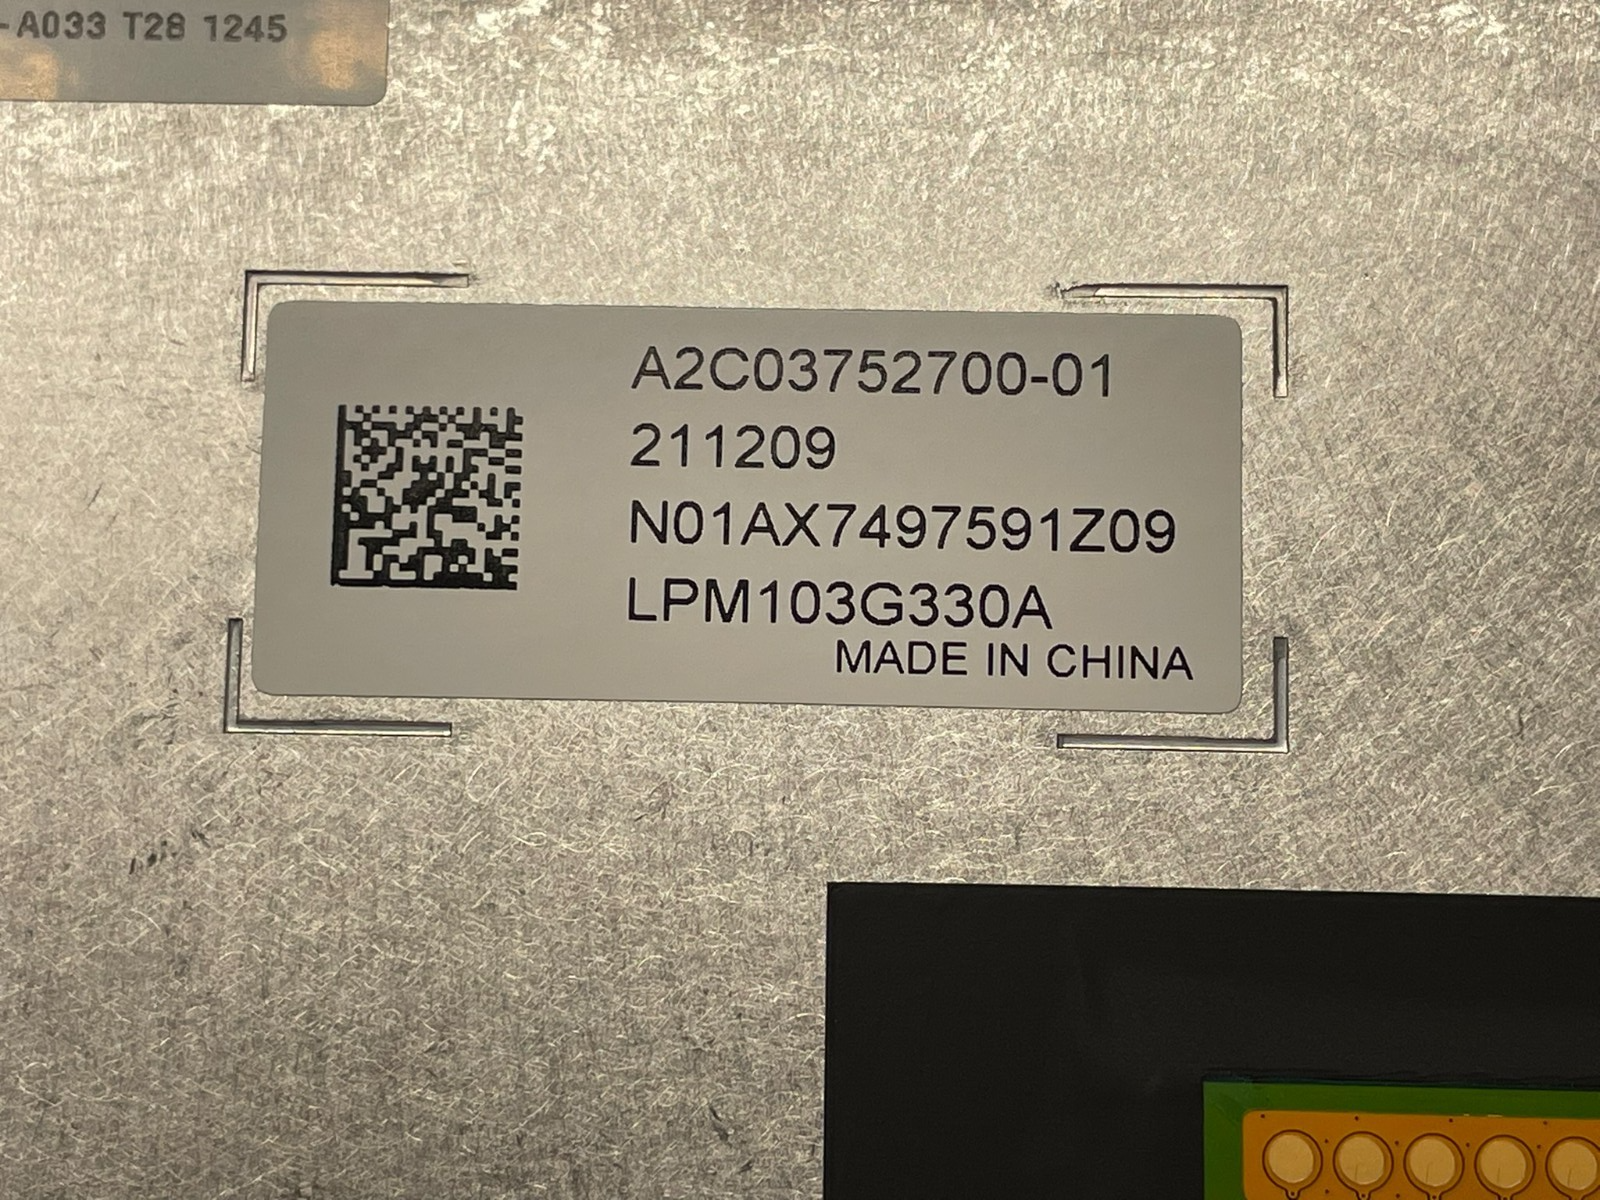 -A033 T28 1245
A2C03752700-01
211209
N01AX7497591Z09
LPM103G330A
MADE IN CHINA